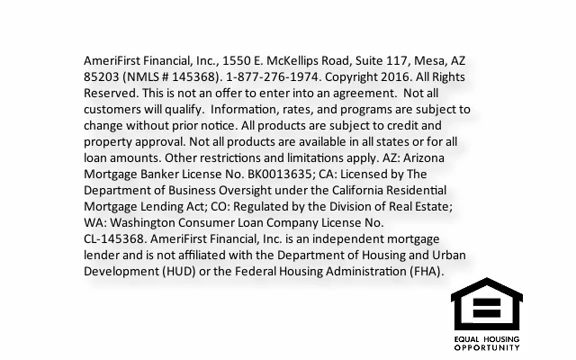 AmeriFirst Financial, Inc., 1550 E. McKellips Road, Suite 117, Mesa, AZ
85203 (NMLS # 145368). 1-877-276-1974. Copyright 2016. All Rights
Reserved. This is not an offer to enter into an agreement.  Not all
customers will qualify.  Information, rates, and programs are subject to
change without prior notice. All products are subject to credit and
property approval. Not all products are available in all states or for all
loan amounts. Other restrictions and limitations apply. AZ: Arizona
Mortgage Banker License No. BK0013635; CA: Licensed by The
Department of Business Oversight under the California Residential
Mortgage Lending Act; CO: Regulated by the Division of Real Estate;
WA: Washington Consumer Loan Company License No.
CL-145368. AmeriFirst Financial, Inc. is an independent mortgage
lender and is not affiliated with the Department of Housing and Urban
Development (HUD) or the Federal Housing Administration (FHA).
EQUAL HOUSING
OPPORTUNITY